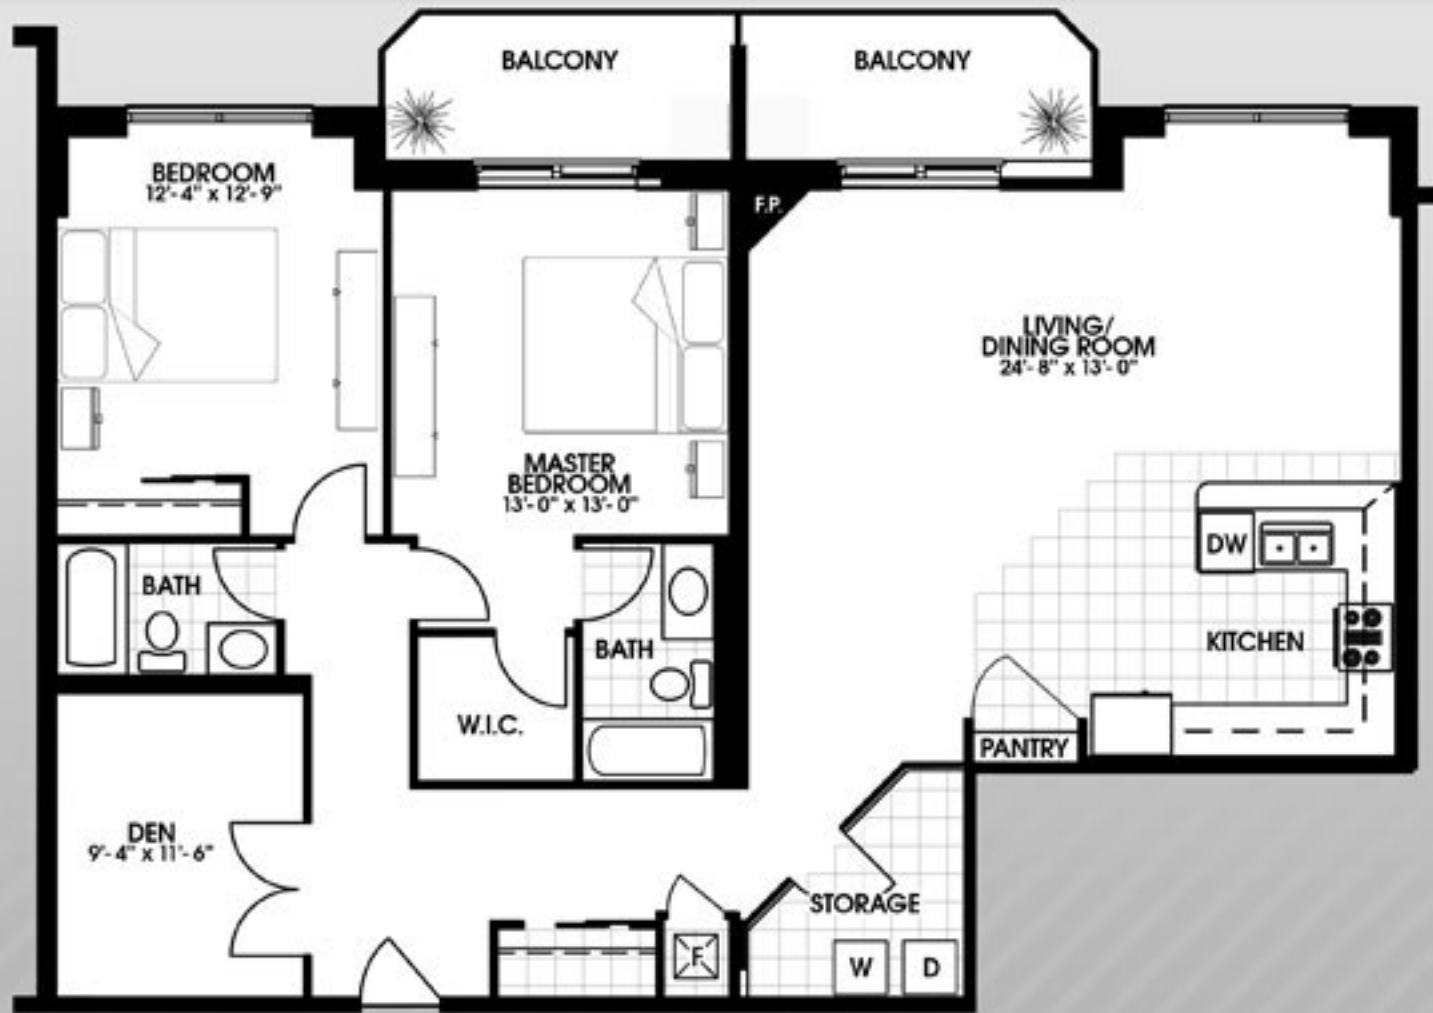 BALCONY
BALCONY
BEDROOM
12'-4" x 12'-9"
F.P.
LIVING/
DINING ROOM
24'-8" x 13'-0"
MASTER
BEDROOM
13'-0" x 13'-0"
DW
BATH
KITCHEN
BATH
W.I.C.
PANTRY
DEN
9'-4" x 11'-6"
STORAGE
F
W
D